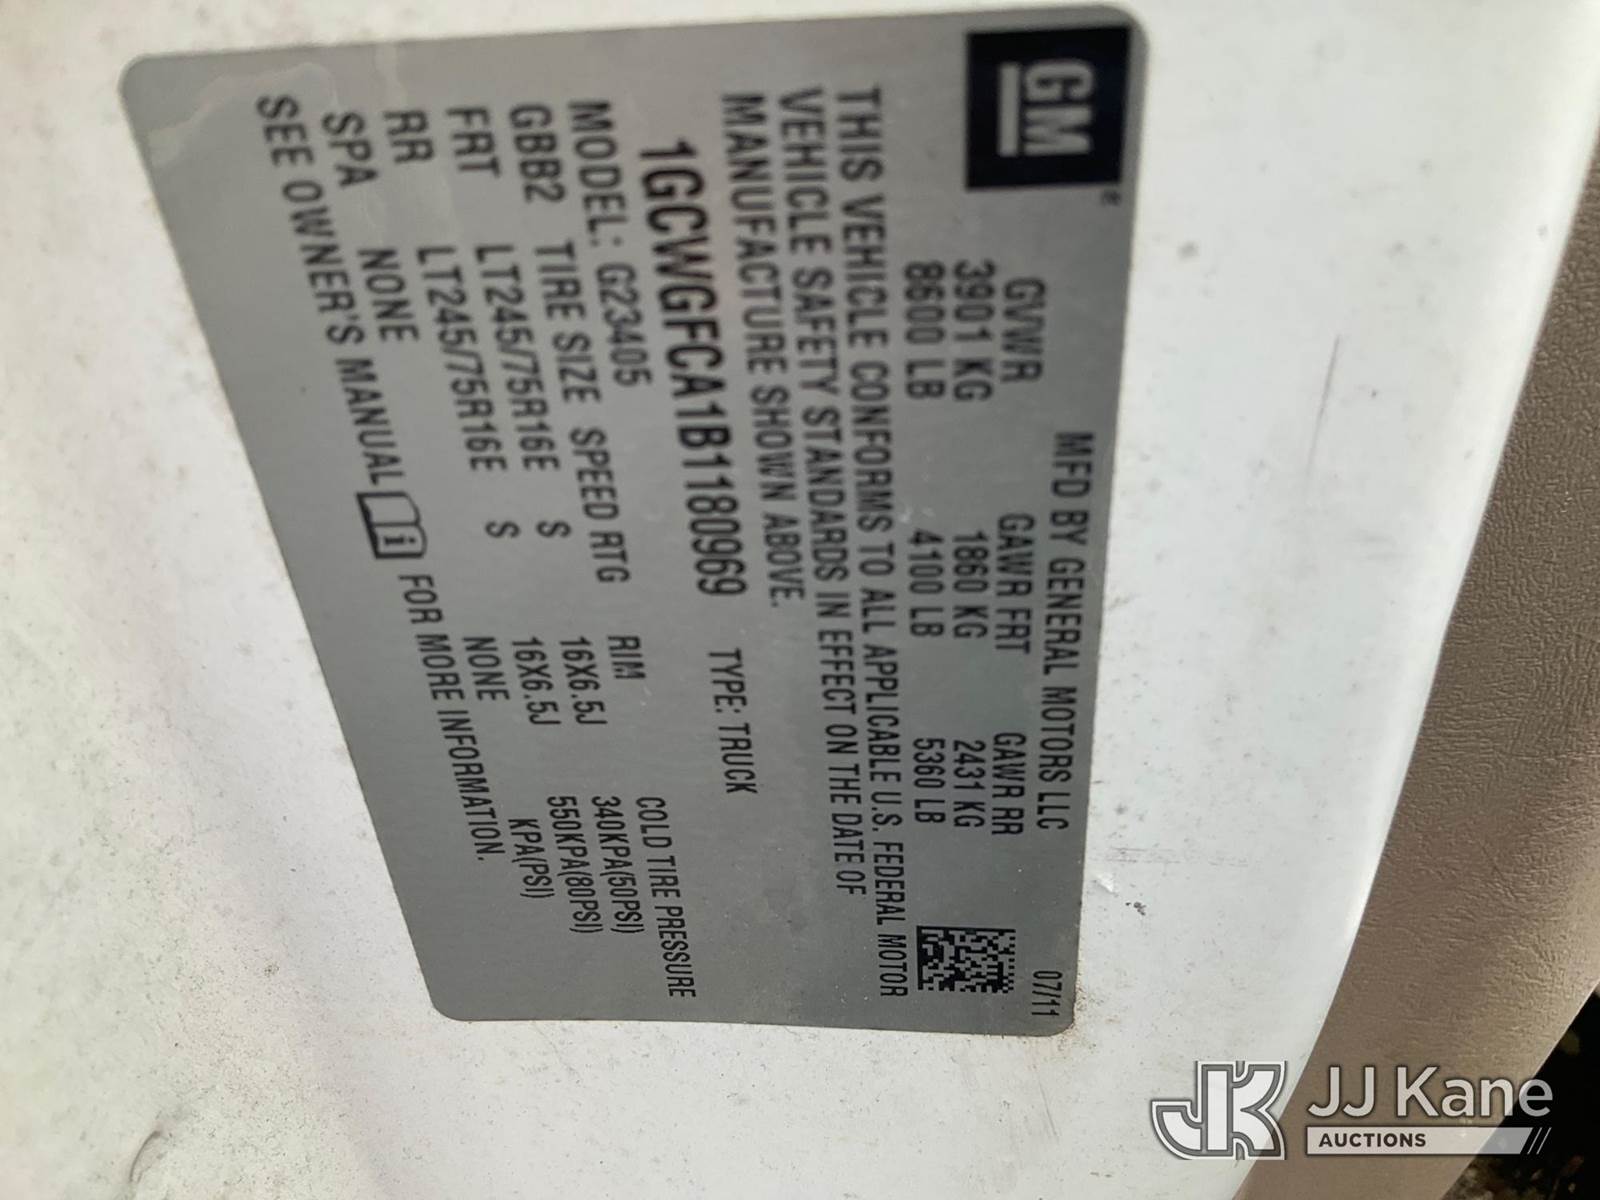 GM ®
MFD BY GENERAL MOTORS LLC 07/11
GVWR GAWR FRT GAWR RR
3901 KG 1860 KG 2431 KG
8600 LB 4100 LB 5360 LB
THIS VEHICLE CONFORMS TO ALL APPLICABLE U.S. FEDERAL MOTOR
VEHICLE SAFETY STANDARDS IN EFFECT ON THE DATE OF
MANUFACTURE SHOWN ABOVE.
1GCWGFCA1B1180969 TYPE: TRUCK
MODEL: G23405
GBB2 TIRE SIZE SPEED RTG RIM COLD TIRE PRESSURE
FRT LT245/75R16E S 16X6.5J 340KPA(50PSI)
RR LT245/75R16E S 16X6.5J 550KPA(80PSI)
SPA NONE NONE KPA(PSI)
SEE OWNER'S MANUAL i FOR MORE INFORMATION.
JK JJ Kane
AUCTIONS